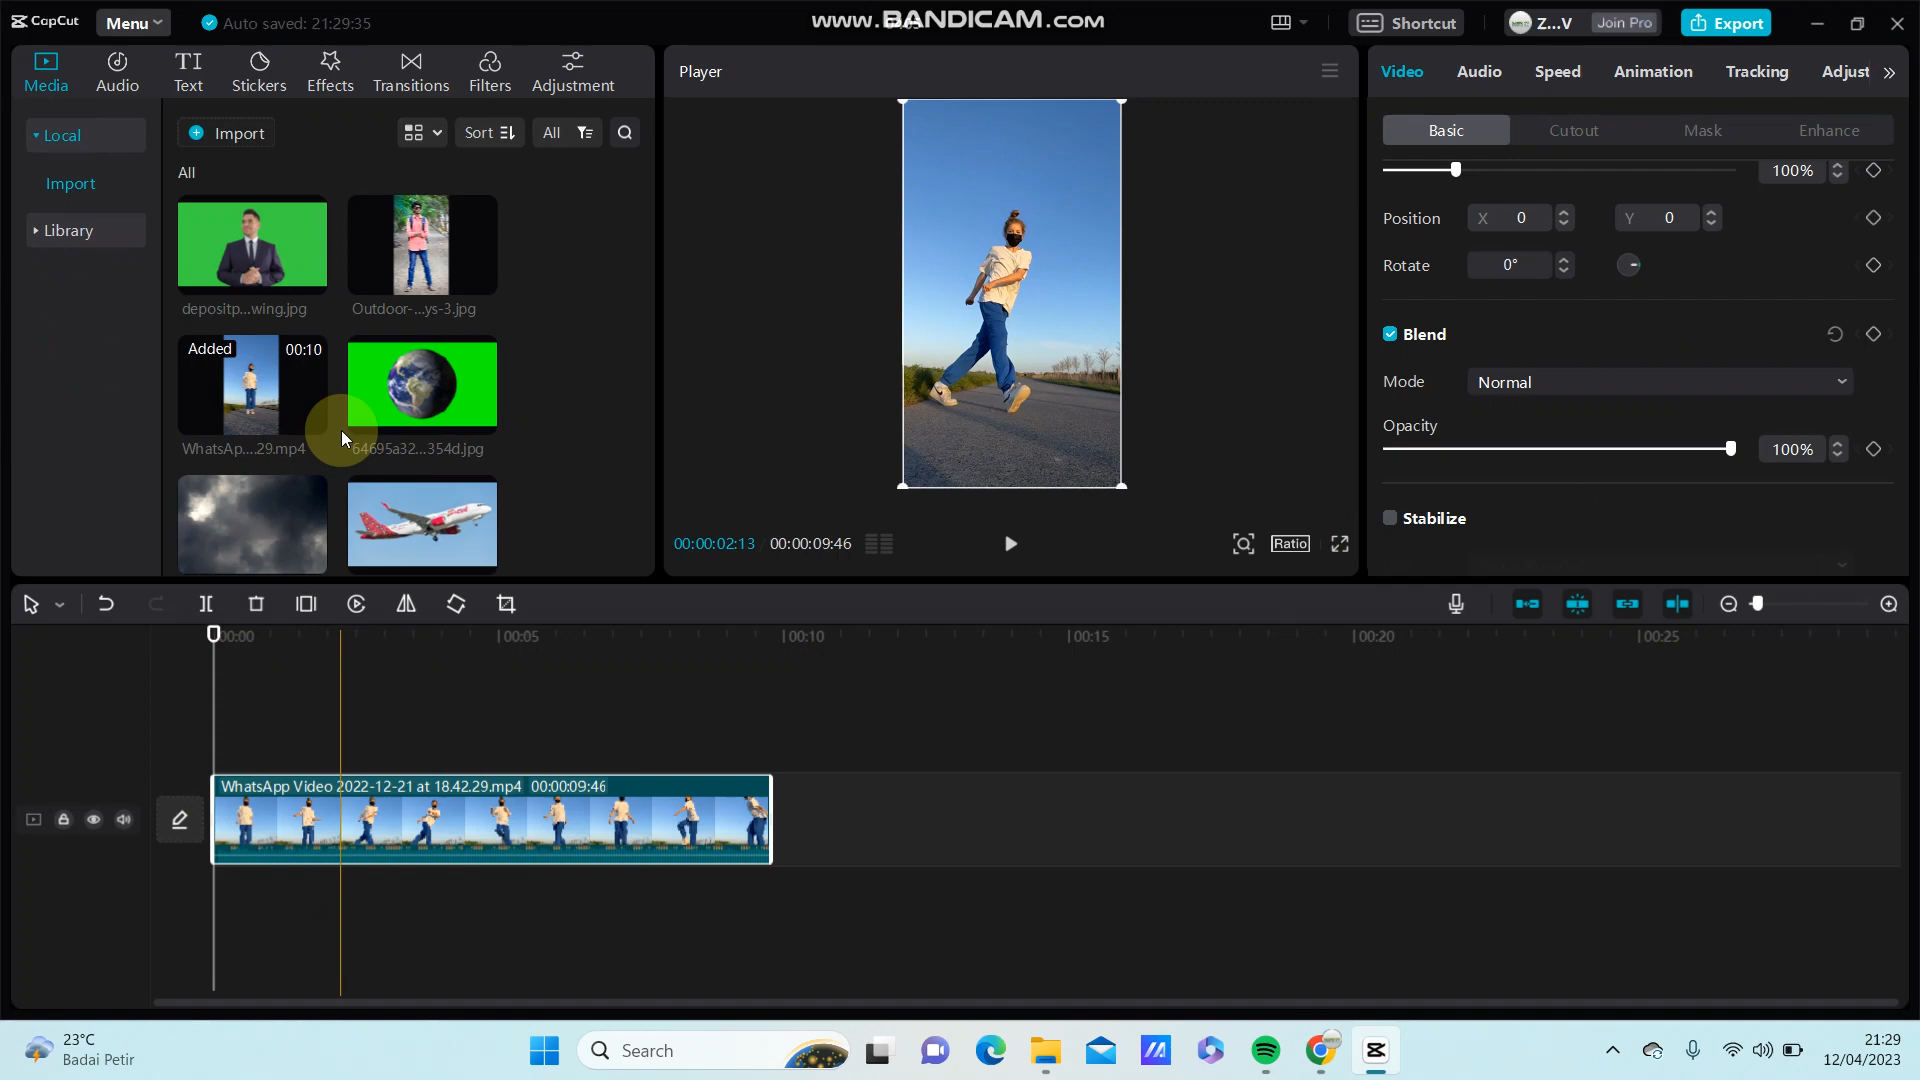 CapCut
Menu
Auto saved: 21:29:35
www.BANDICAM.COM
Shortcut
Z...V
Join Pro
Export
Media
Audio
Text
Stickers
Effects
Transitions
Filters
Adjustment
Player
Video
Audio
Speed
Animation
Tracking
Adjust
Local
Import
Library
Import
Sort
All
All
depositp...wing.jpg
Outdoor-...ys-3.jpg
Added
00:10
WhatsAp....29.mp4
64695a32...354d.jpg
Basic
Cutout
Mask
Enhance
100%
Position
X 0
Y 0
Rotate
0°
Blend
Mode
Normal
Opacity
100%
Stabilize
00:00:02:13
00:00:09:46
Ratio
00:00
00:05
00:10
00:15
00:20
00:25
WhatsApp Video 2022-12-21 at 18.42.29.mp4 00:00:09:46
23°C
Badai Petir
Search
21:29
12/04/2023